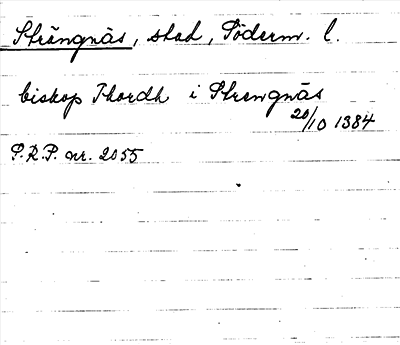 Strängnäs, stad, Söderm. l.
biskop Thordh i Strengnäs
20/10 1384
P.R.P. nr. 2055